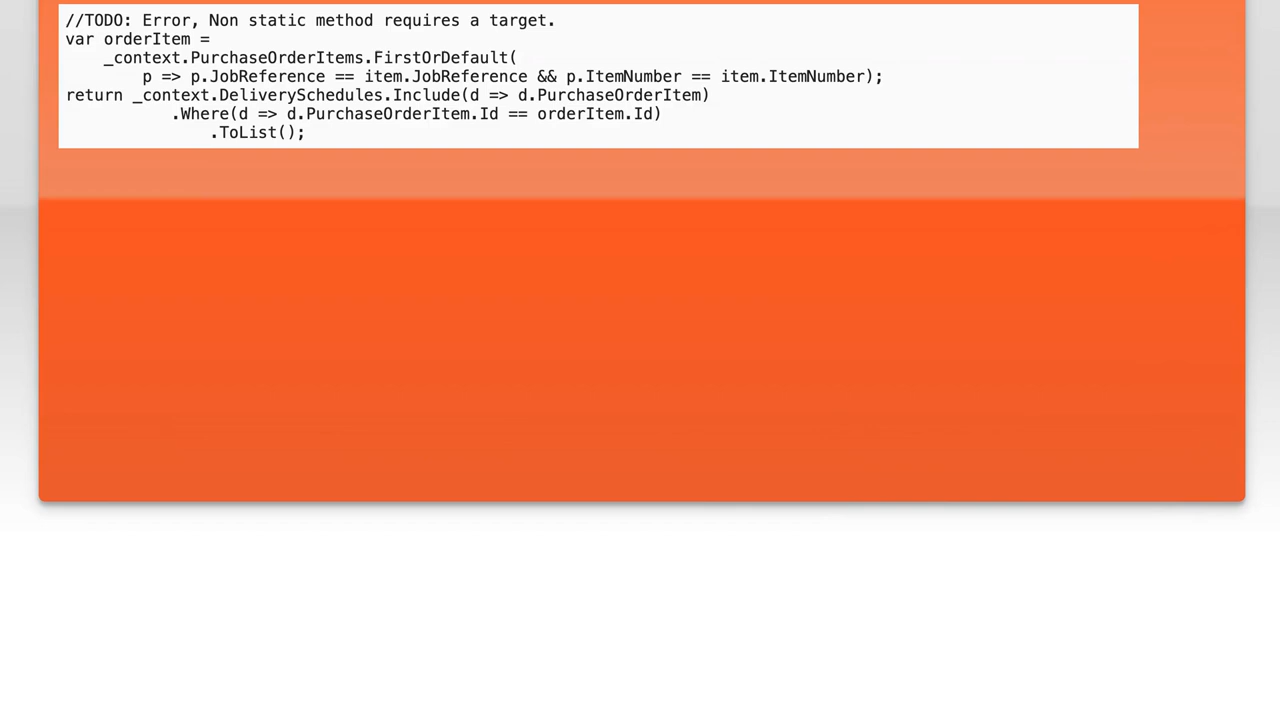 //TODO: Error, Non static method requires a target.
var orderItem =
    _context.PurchaseOrderItems.FirstOrDefault(
        p => p.JobReference == item.JobReference && p.ItemNumber == item.ItemNumber);
return _context.DeliverySchedules.Include(d => d.PurchaseOrderItem)
           .Where(d => d.PurchaseOrderItem.Id == orderItem.Id)
               .ToList();